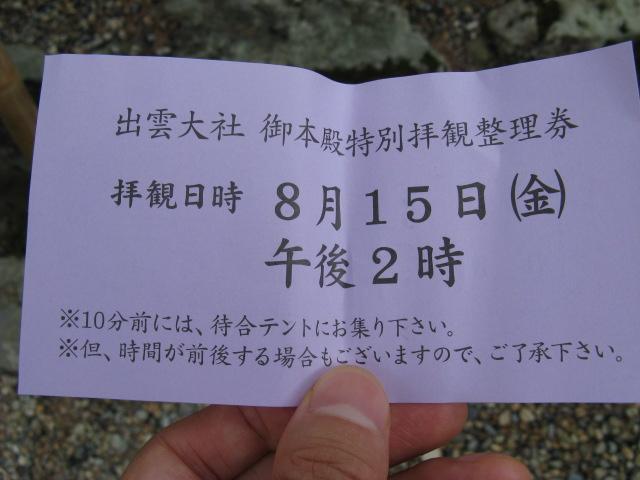 出雲大社 御本殿特別拝観整理券
拝観日時 8月15日(金)
午後2時
※10分前には、待合テントにお集り下さい。
※但、時間が前後する場合もございますので、ご了承下さい。